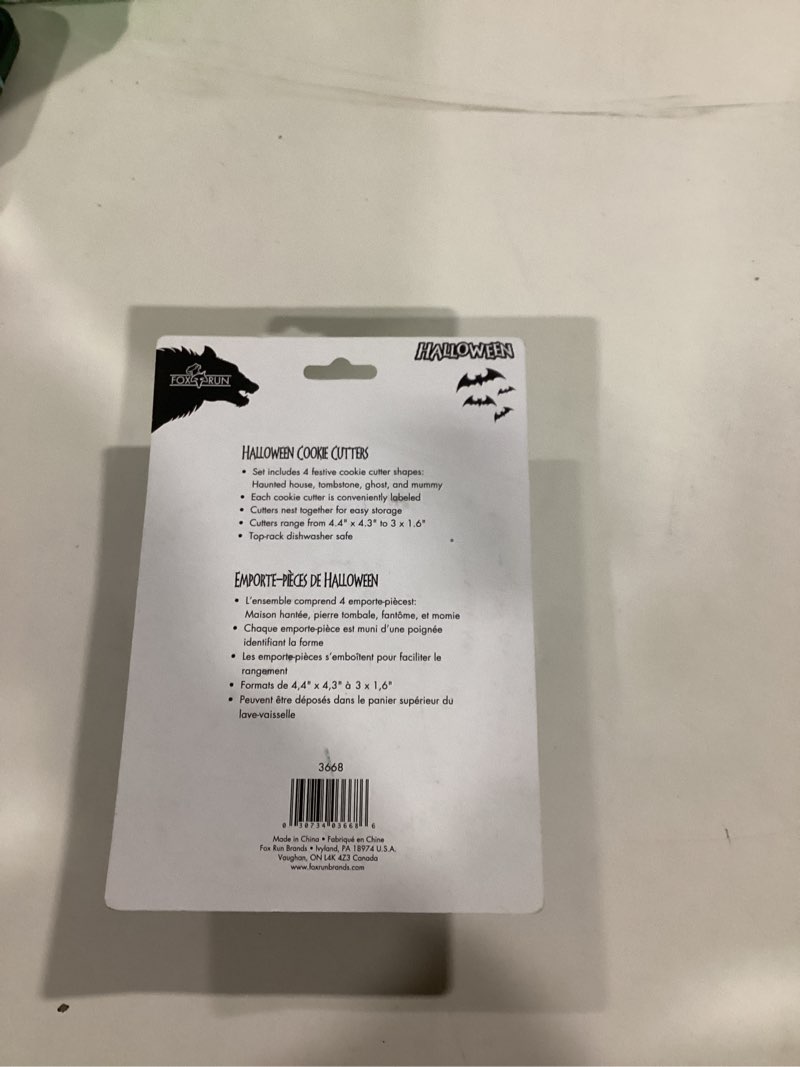 FOX RUN
HALLOWEEN
HALLOWEEN COOKIE CUTTERS
• Set includes 4 festive cookie cutter shapes:
Haunted house, tombstone, ghost, and mummy
• Each cookie cutter is conveniently labeled
• Cutters nest together for easy storage
• Cutters range from 4.4" x 4.3" to 3 x 1.6"
• Top-rack dishwasher safe
EMPORTE-PIÈCES DE HALLOWEEN
• L'ensemble comprend 4 emporte-piècest:
Maison hantée, pierre tombale, fantôme, et momie
• Chaque emporte-pièce est muni d'une poignée
identifiant la forme
• Les emporte-pièces s'emboîtent pour faciliter le
rangement
• Formats de 4,4" x 4,3" à 3 x 1,6"
• Peuvent être déposés dans le panier supérieur du
lave-vaisselle
3668
0 30734 03668 6
Made in China • Fabriqué en Chine
Fox Run Brands • Ivyland, PA 18974 U.S.A.
Vaughan, ON L4K 4Z3 Canada
www.foxrunbrands.com